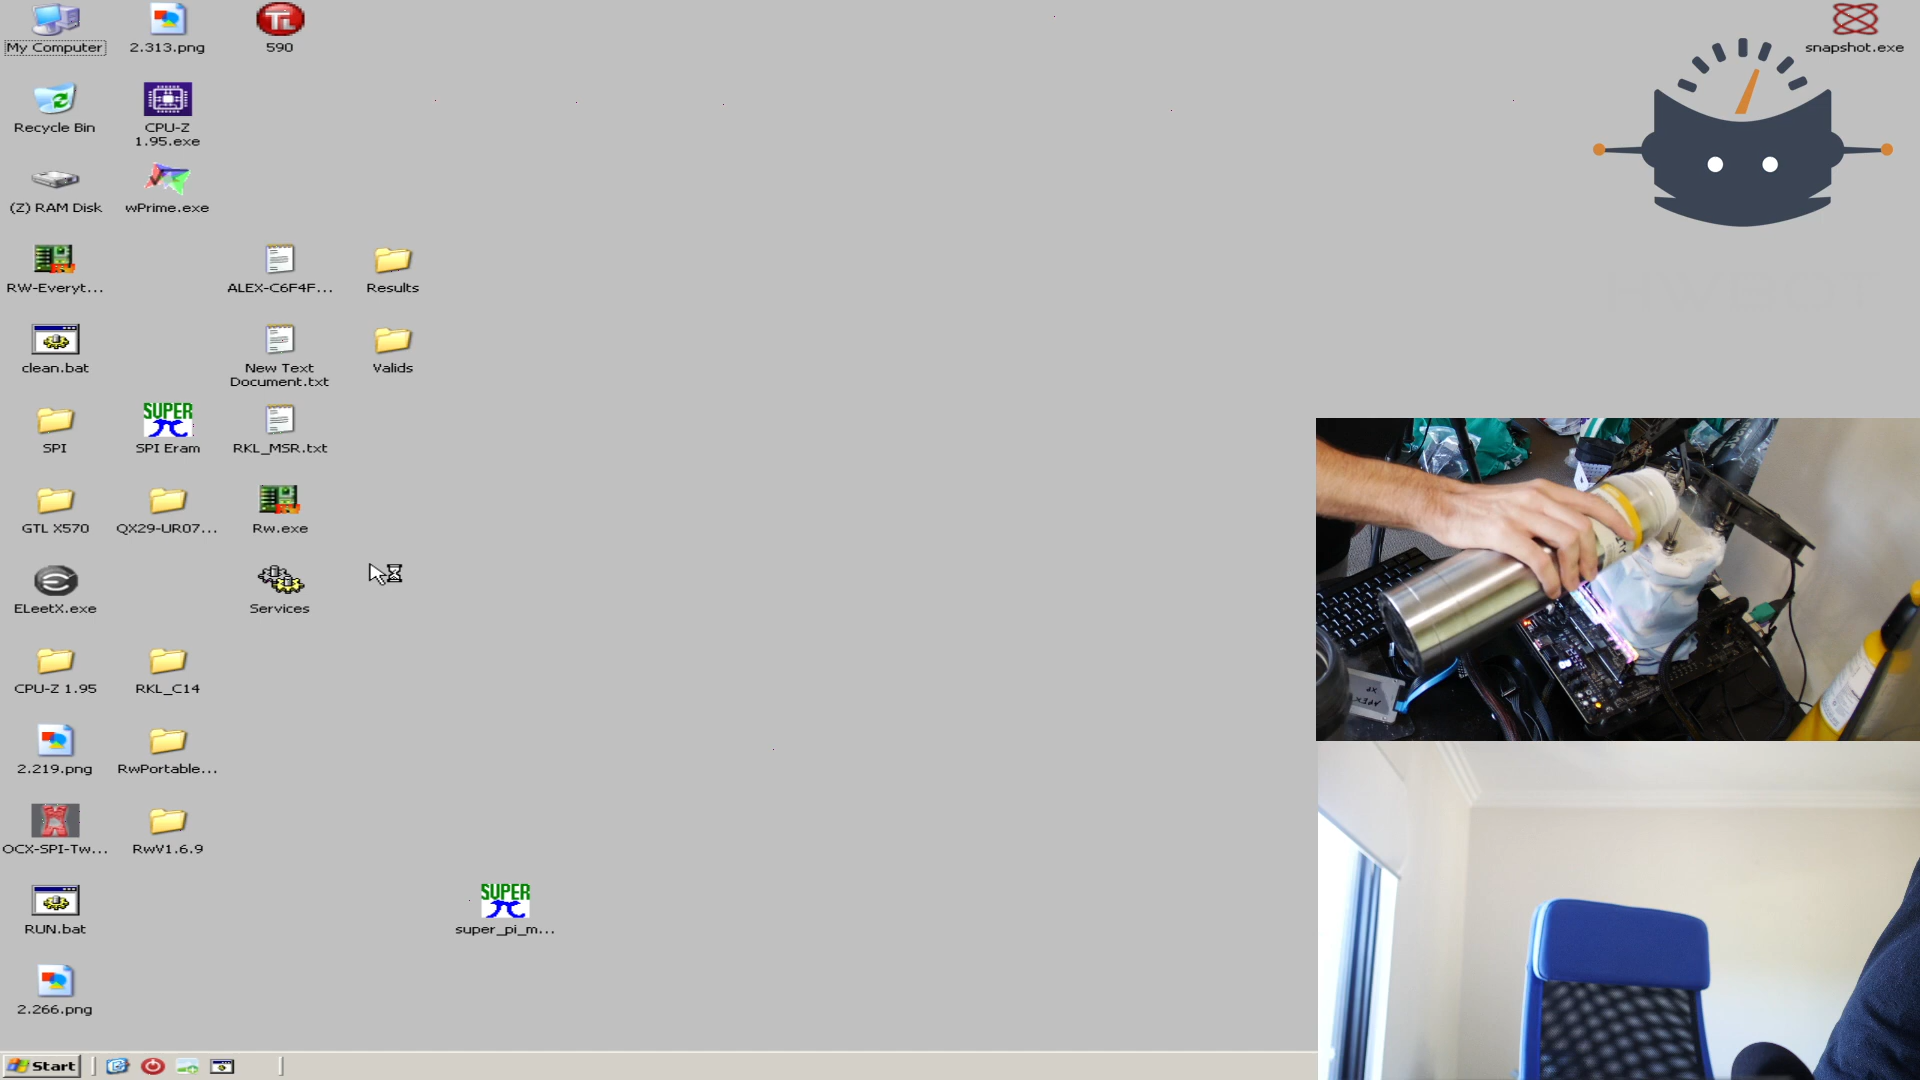 My Computer
2.313.png
590
snapshot.exe
Recycle Bin
CPU-Z
1.95.exe
(Z) RAM Disk
wPrime.exe
RW-Everyt...
ALEX-C6F4F...
Results
clean.bat
New Text
Document.txt
Valids
SUPER
SPI
SPI Eram
RKL_MSR.txt
GTL X570
QX29-UR07...
Rw.exe
ELeetX.exe
Services
CPU-Z 1.95
RKL_C14
2.219.png
RwPortable...
OCX-SPI-Tw...
RwV1.6.9
SUPER
RUN.bat
super_pi_m...
2.266.png
Start
APEX
XP